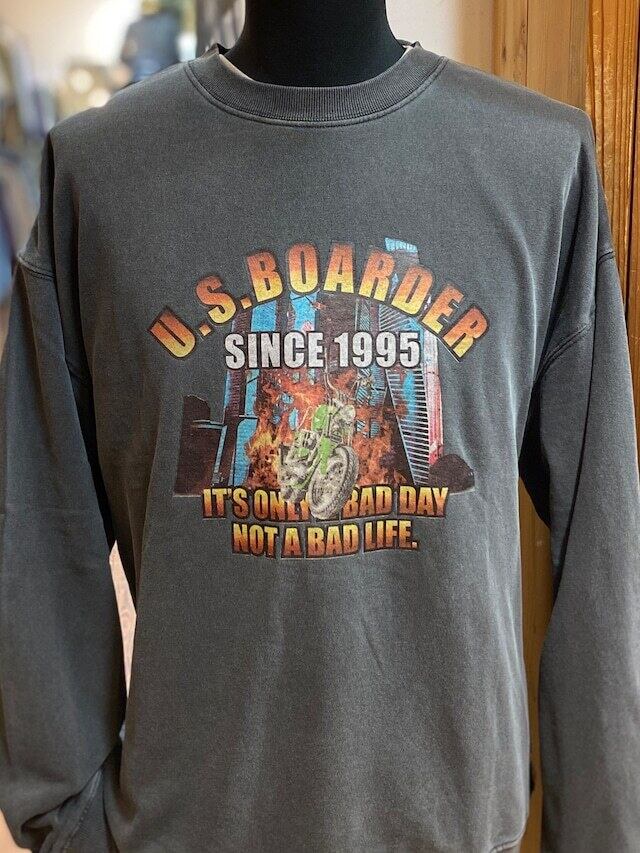 U.S.BOARDER
SINCE 1995
IT'S ONLY BAD DAY
NOT A BAD LIFE.